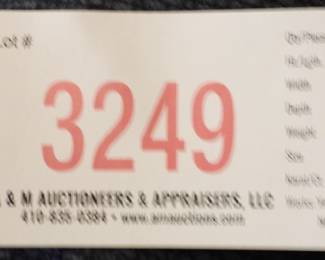 Lot #
3249
& M AUCTIONEERS & APPRAISERS, LLC
410-835-0384 • www.amauctions.com
Width
Depth
Weight
Size